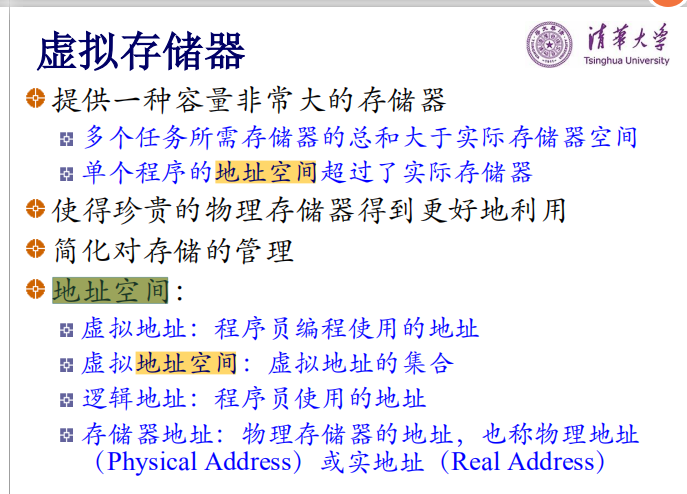 虚拟存储器
清華大学
Tsinghua University
提供一种容量非常大的存储器
多个任务所需存储器的总和大于实际存储器空间
单个程序的地址空间超过了实际存储器
使得珍贵的物理存储器得到更好地利用
简化对存储的管理
地址空间：
虚拟地址：程序员编程使用的地址
虚拟地址空间：虚拟地址的集合
逻辑地址：程序员使用的地址
存储器地址：物理存储器的地址，也称物理地址
（Physical Address）或实地址（Real Address）